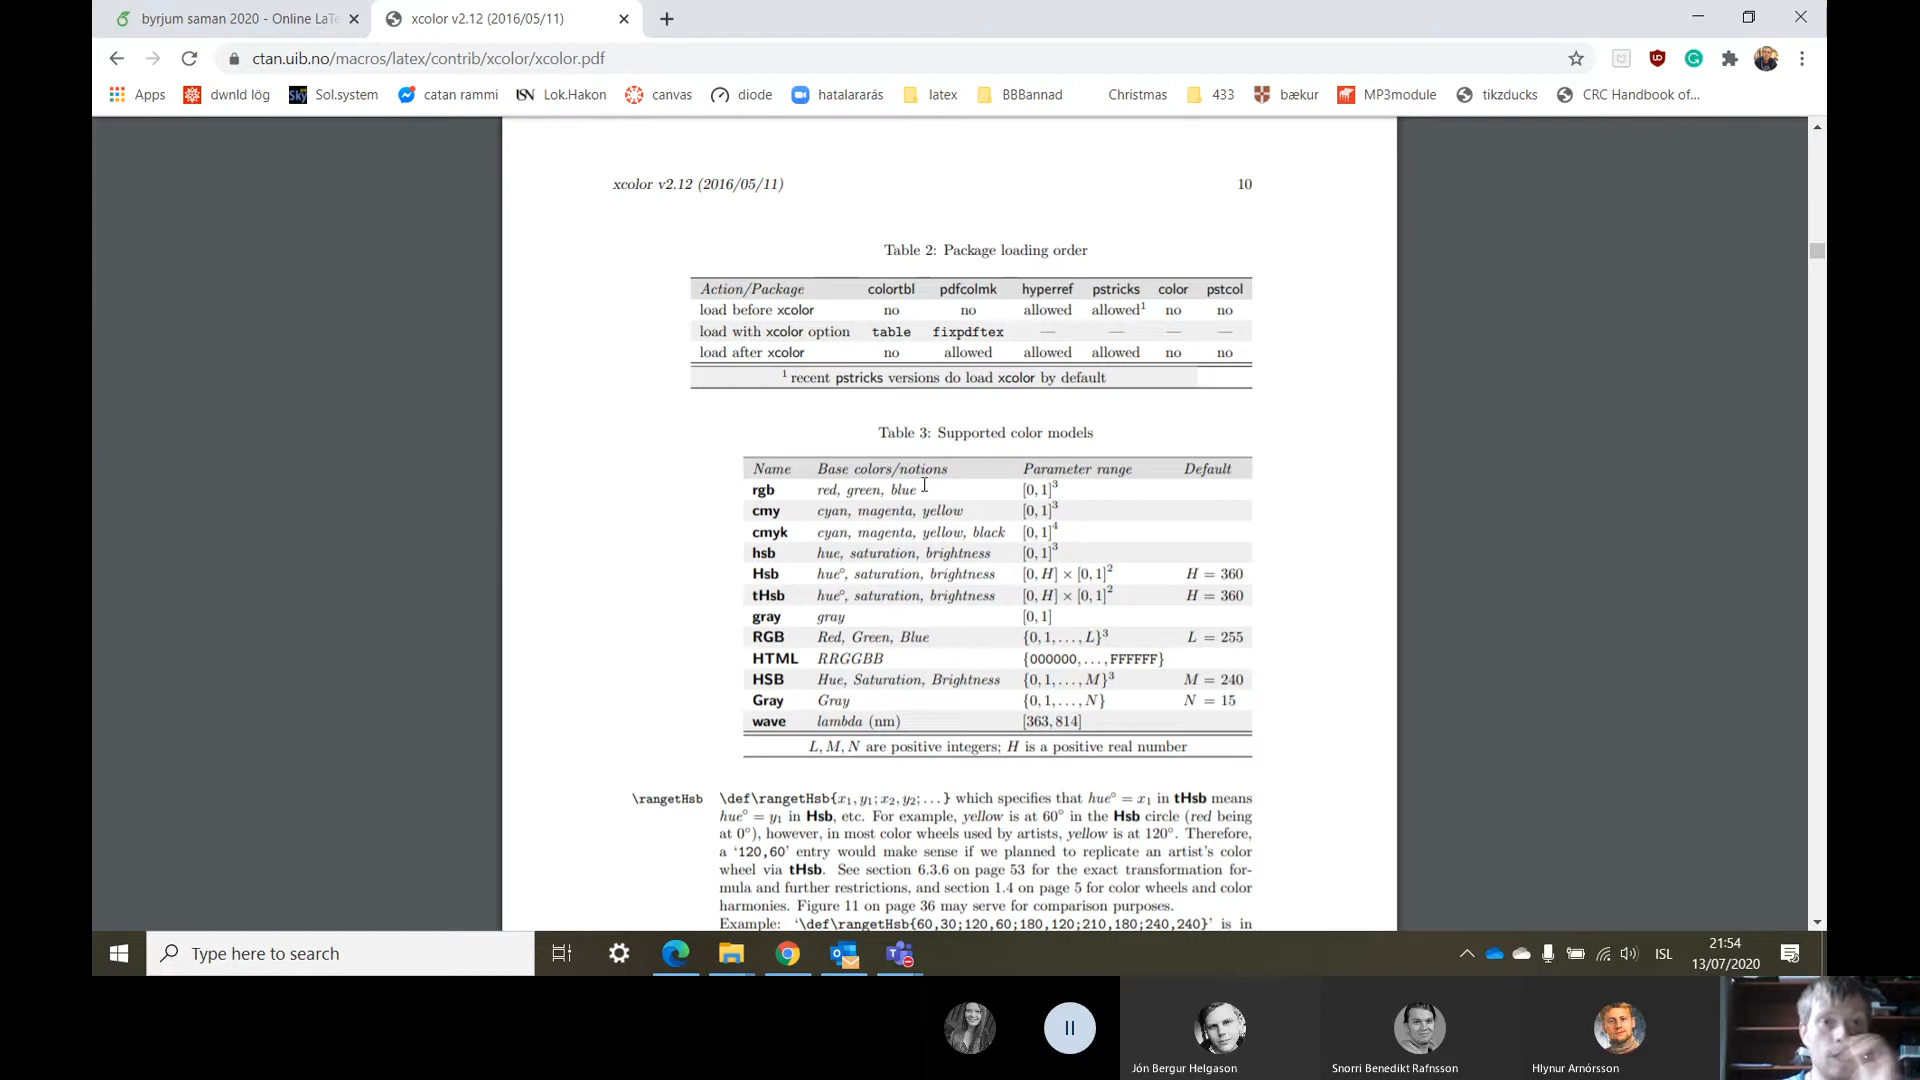 byrjum saman 2020 - Online LaTe
xcolor v2.12 (2016/05/11)
ctan.uib.no/macros/latex/contrib/xcolor/xcolor.pdf
Apps dwnld lög Sol.system catan rammi Lok.Hakon canvas diode hatalararás latex BBBannad Christmas 433 bækur MP3module tikzducks CRC Handbook of...
xcolor v2.12 (2016/05/11) 10
Table 2: Package loading order
Action/Package colortbl pdfcolmk hyperref pstricks color pstcol
load before xcolor no no allowed allowed¹ no no
load with xcolor option table fixpdftex — — — —
load after xcolor no allowed allowed allowed no no
¹ recent pstricks versions do load xcolor by default
Table 3: Supported color models
Name Base colors/notions Parameter range Default
rgb red, green, blue [0, 1]³
cmy cyan, magenta, yellow [0, 1]³
cmyk cyan, magenta, yellow, black [0, 1]⁴
hsb hue, saturation, brightness [0, 1]³
Hsb hue°, saturation, brightness [0, H] × [0, 1]² H = 360
tHsb hue°, saturation, brightness [0, H] × [0, 1]² H = 360
gray gray [0, 1]
RGB Red, Green, Blue {0, 1, . . . , L}³ L = 255
HTML RRGGBB {000000, . . . , FFFFFF}
HSB Hue, Saturation, Brightness {0, 1, . . . , M}³ M = 240
Gray Gray {0, 1, . . . , N} N = 15
wave lambda (nm) [363, 814]
L, M, N are positive integers; H is a positive real number
\rangeHsb \def\rangeHsb{x₁, y₁; x₂, y₂; . . . } which specifies that hue° = x₁ in tHsb means
hue° = y₁ in Hsb, etc. For example, yellow is at 60° in the Hsb circle (red being
at 0°), however, in most color wheels used by artists, yellow is at 120°. Therefore,
a ‘120,60’ entry would make sense if we planned to replicate an artist’s color
wheel via tHsb. See section 6.3.6 on page 53 for the exact transformation for-
mula and further restrictions, and section 1.4 on page 5 for color wheels and color
harmonies. Figure 11 on page 36 may serve for comparison purposes.
Example: ‘\def\rangeHsb{60,30;120,60;180,120;210,180;240,240}’ is in
Type here to search
ISL
21:54
13/07/2020
Jón Bergur Helgason
Snorri Benedikt Rafnsson
Hlynur Arnórsson